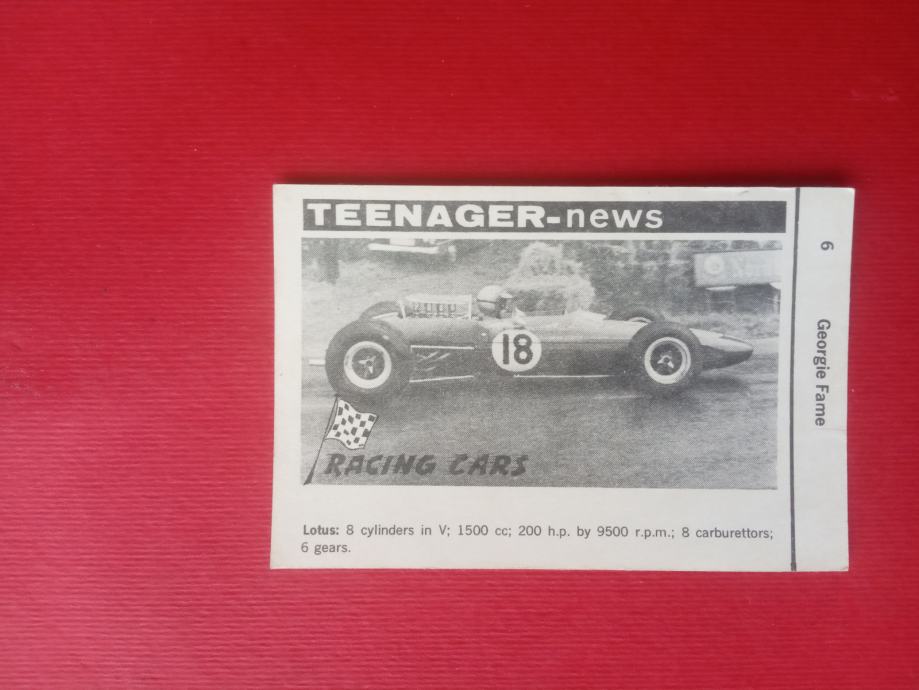 TEENAGER-news
18
RACING CARS
Lotus: 8 cylinders in V; 1500 cc; 200 h.p. by 9500 r.p.m.; 8 carburettors;
6 gears.
6 Georgie Fame